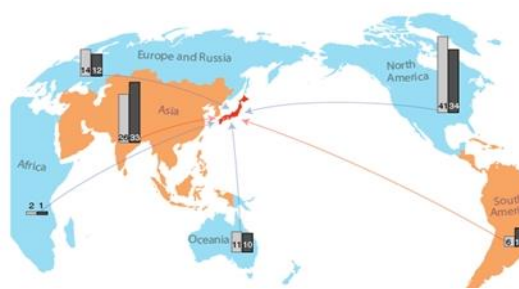 Europe and Russia
14 12
North
America
41 34
Asia
26 33
Africa
2 1
Oceania
11 10
South
6